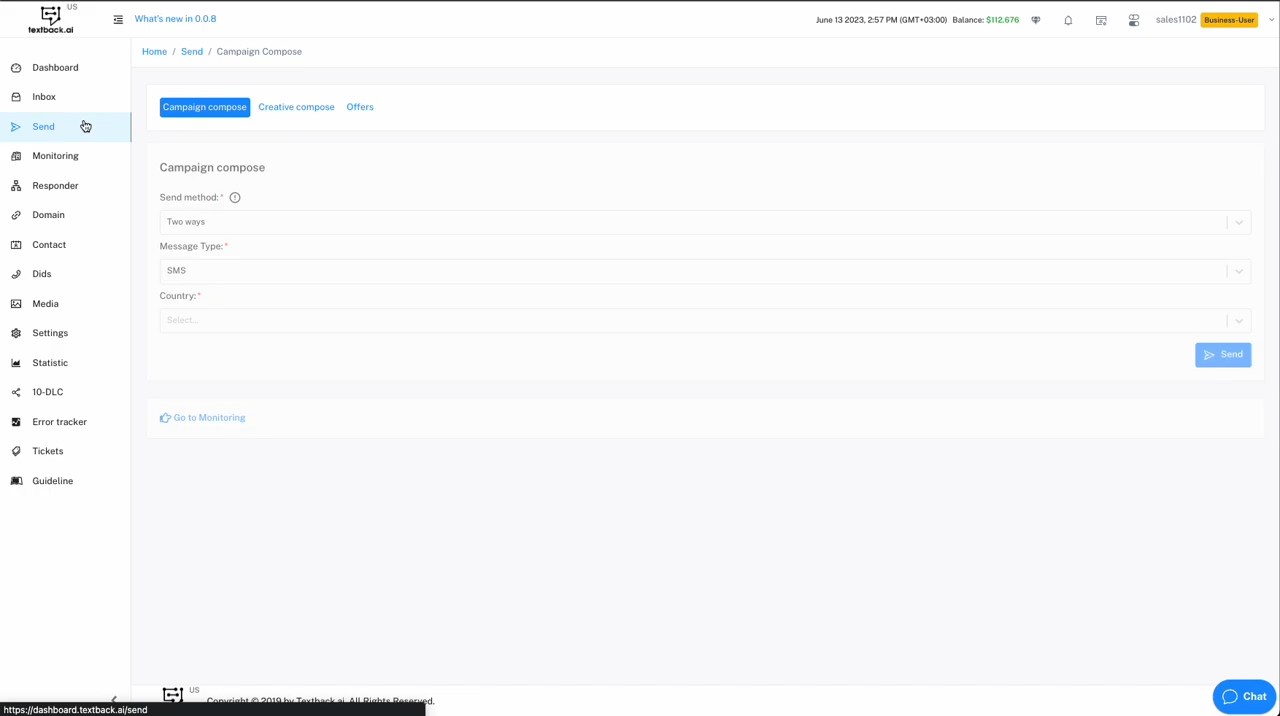 US
textback.ai
What's new in 0.0.8
June 13 2023, 2:57 PM (GMT+03:00) Balance: $112,676
sales1102 Business-User
Dashboard
Inbox
Send
Monitoring
Responder
Domain
Contact
Dids
Media
Settings
Statistic
10-DLC
Error tracker
Tickets
Guideline
Home / Send / Campaign Compose
Campaign compose Creative compose Offers
Campaign compose
Send method:*
Two ways
Message Type:*
SMS
Country:*
Select...
Send
Go to Monitoring
US
Copyright © 2019 by Textback.ai. All Rights Reserved.
Chat
https://dashboard.textback.ai/send